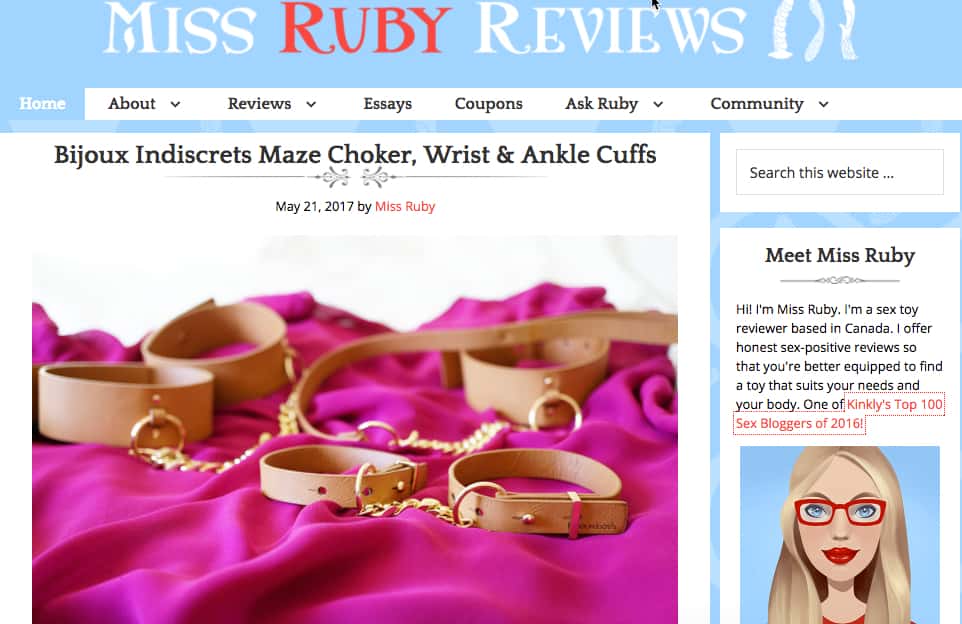 Miss Ruby Reviews
Home About Reviews Essays Coupons Ask Ruby Community
Bijoux Indiscrets Maze Choker, Wrist & Ankle Cuffs
May 21, 2017 by Miss Ruby
Search this website ...
Meet Miss Ruby
Hi! I'm Miss Ruby. I'm a sex toy
reviewer based in Canada. I offer
honest sex-positive reviews so
that you're better equipped to find
a toy that suits your needs and
your body. One of Kinkly's Top 100
Sex Bloggers of 2016!